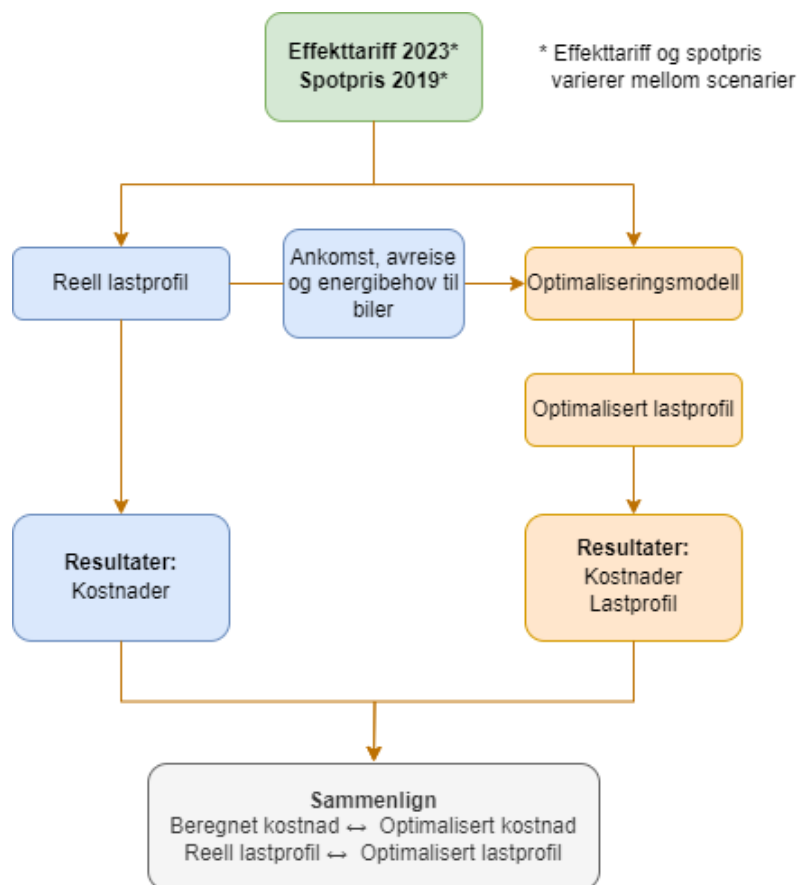 Effekttariff 2023*
Spotpris 2019*
* Effekttariff og spotpris
varierer mellom scenarier
Reell lastprofil
Ankomst, avreise
og energibehov til
biler
Optimaliseringsmodell
Optimalisert lastprofil
Resultater:
Kostnader
Resultater:
Kostnader
Lastprofil
Sammenlign
Beregnet kostnad ↔ Optimalisert kostnad
Reell lastprofil ↔ Optimalisert lastprofil